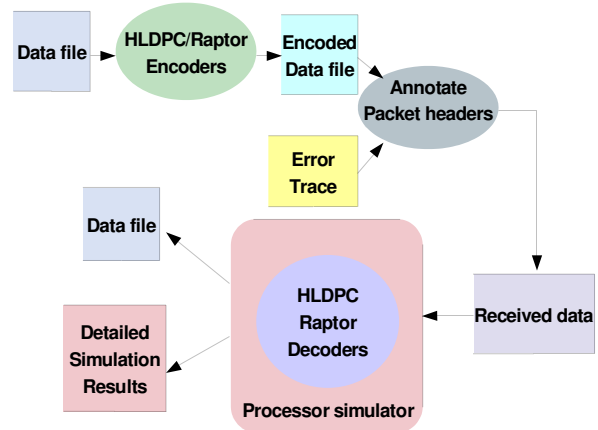 Data file
HLDPC/Raptor
Encoders
Encoded
Data file
Annotate
Packet headers
Error
Trace
Data file
HLDPC
Raptor
Decoders
Received data
Detailed
Simulation
Results
Processor simulator